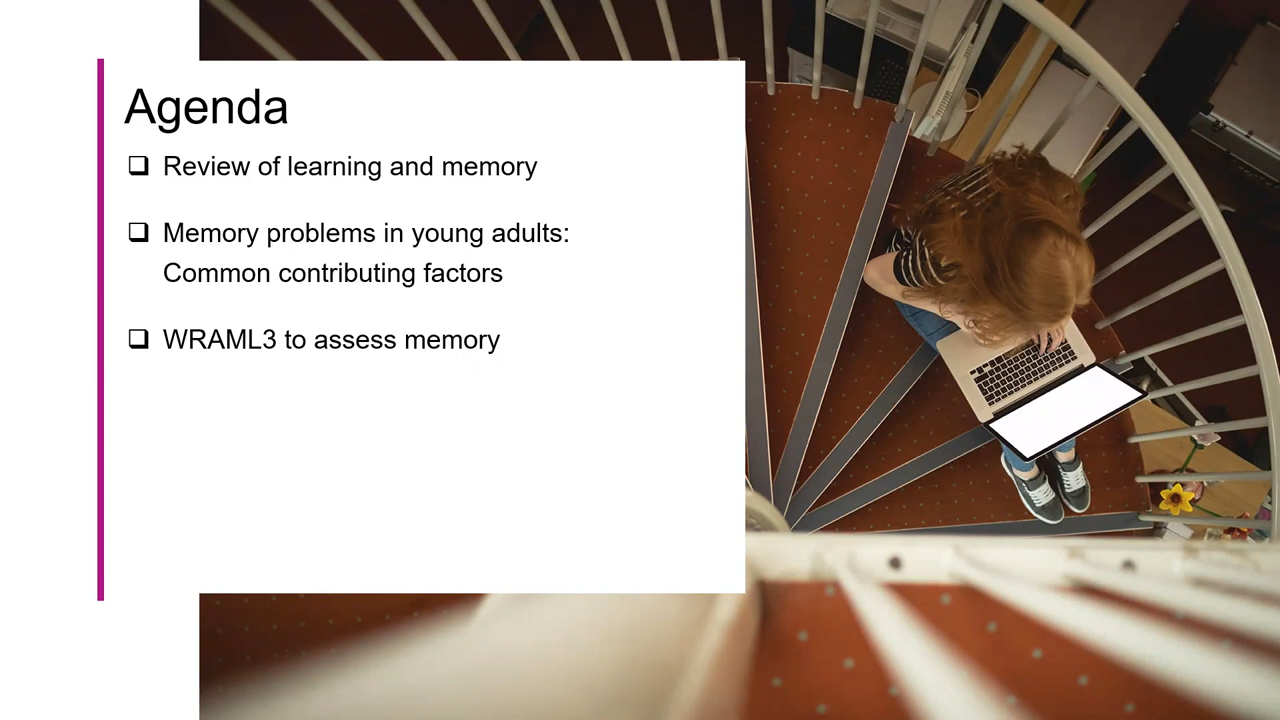 Agenda
❑ Review of learning and memory
❑ Memory problems in young adults:
Common contributing factors
❑ WRAML3 to assess memory